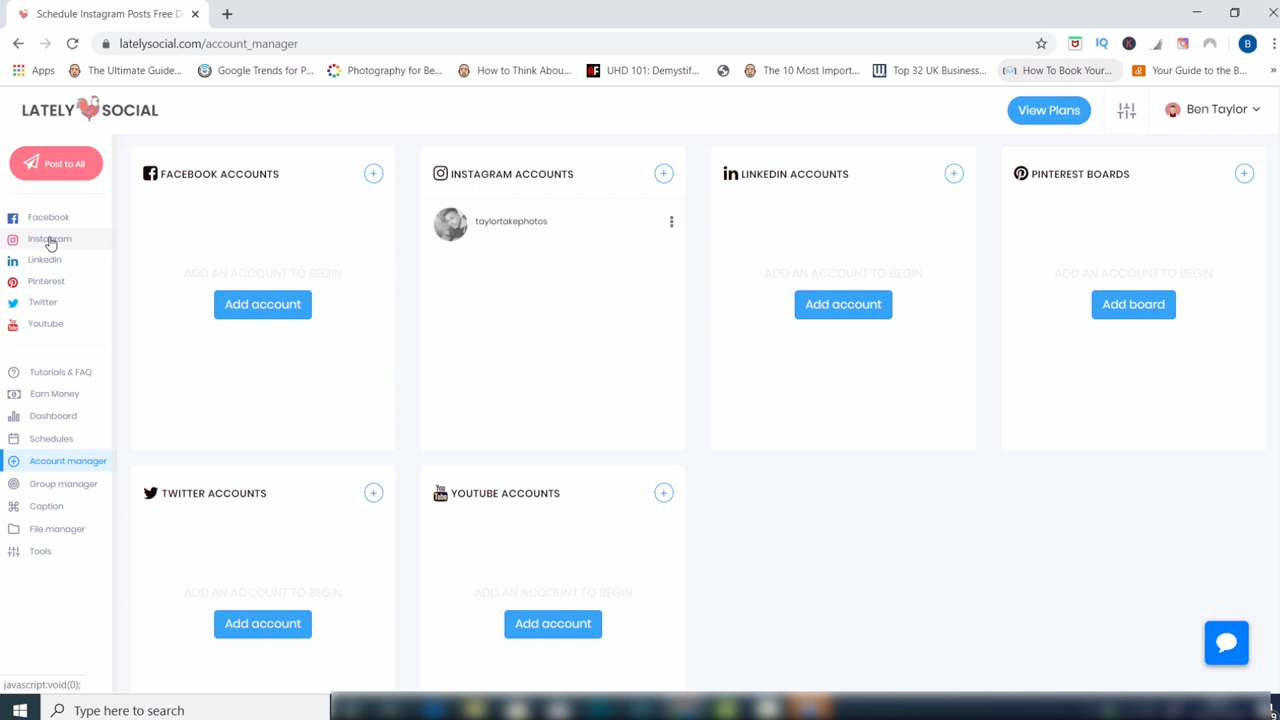 Schedule Instagram Posts Free D
latelysocial.com/account_manager
Apps
The Ultimate Guide...
Google Trends for P...
Photography for Be...
How to Think Abou...
UHD 101: Demystif...
The 10 Most Import...
Top 32 UK Business...
How To Book Your...
Your Guide to the B...
LATELY SOCIAL
View Plans
Ben Taylor
Post to All
Facebook
Instagram
LinkedIn
Pinterest
Twitter
Youtube
Tutorials & FAQ
Earn Money
Dashboard
Schedules
Account manager
Group manager
Caption
File manager
Tools
FACEBOOK ACCOUNTS
ADD AN ACCOUNT TO BEGIN
Add account
INSTAGRAM ACCOUNTS
taylortakephotos
LINKEDIN ACCOUNTS
ADD AN ACCOUNT TO BEGIN
Add account
PINTEREST BOARDS
ADD AN ACCOUNT TO BEGIN
Add board
TWITTER ACCOUNTS
ADD AN ACCOUNT TO BEGIN
Add account
YOUTUBE ACCOUNTS
ADD AN ACCOUNT TO BEGIN
Add account
javascript:void(0);
Type here to search